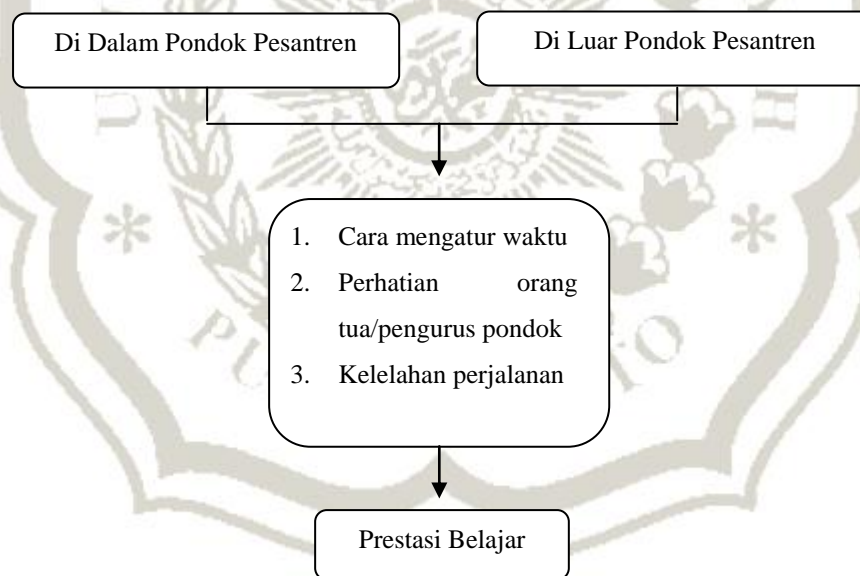 Di Dalam Pondok Pesantren
Di Luar Pondok Pesantren
1. Cara mengatur waktu
2. Perhatian orang
tua/pengurus pondok
3. Kelelahan perjalanan
Prestasi Belajar